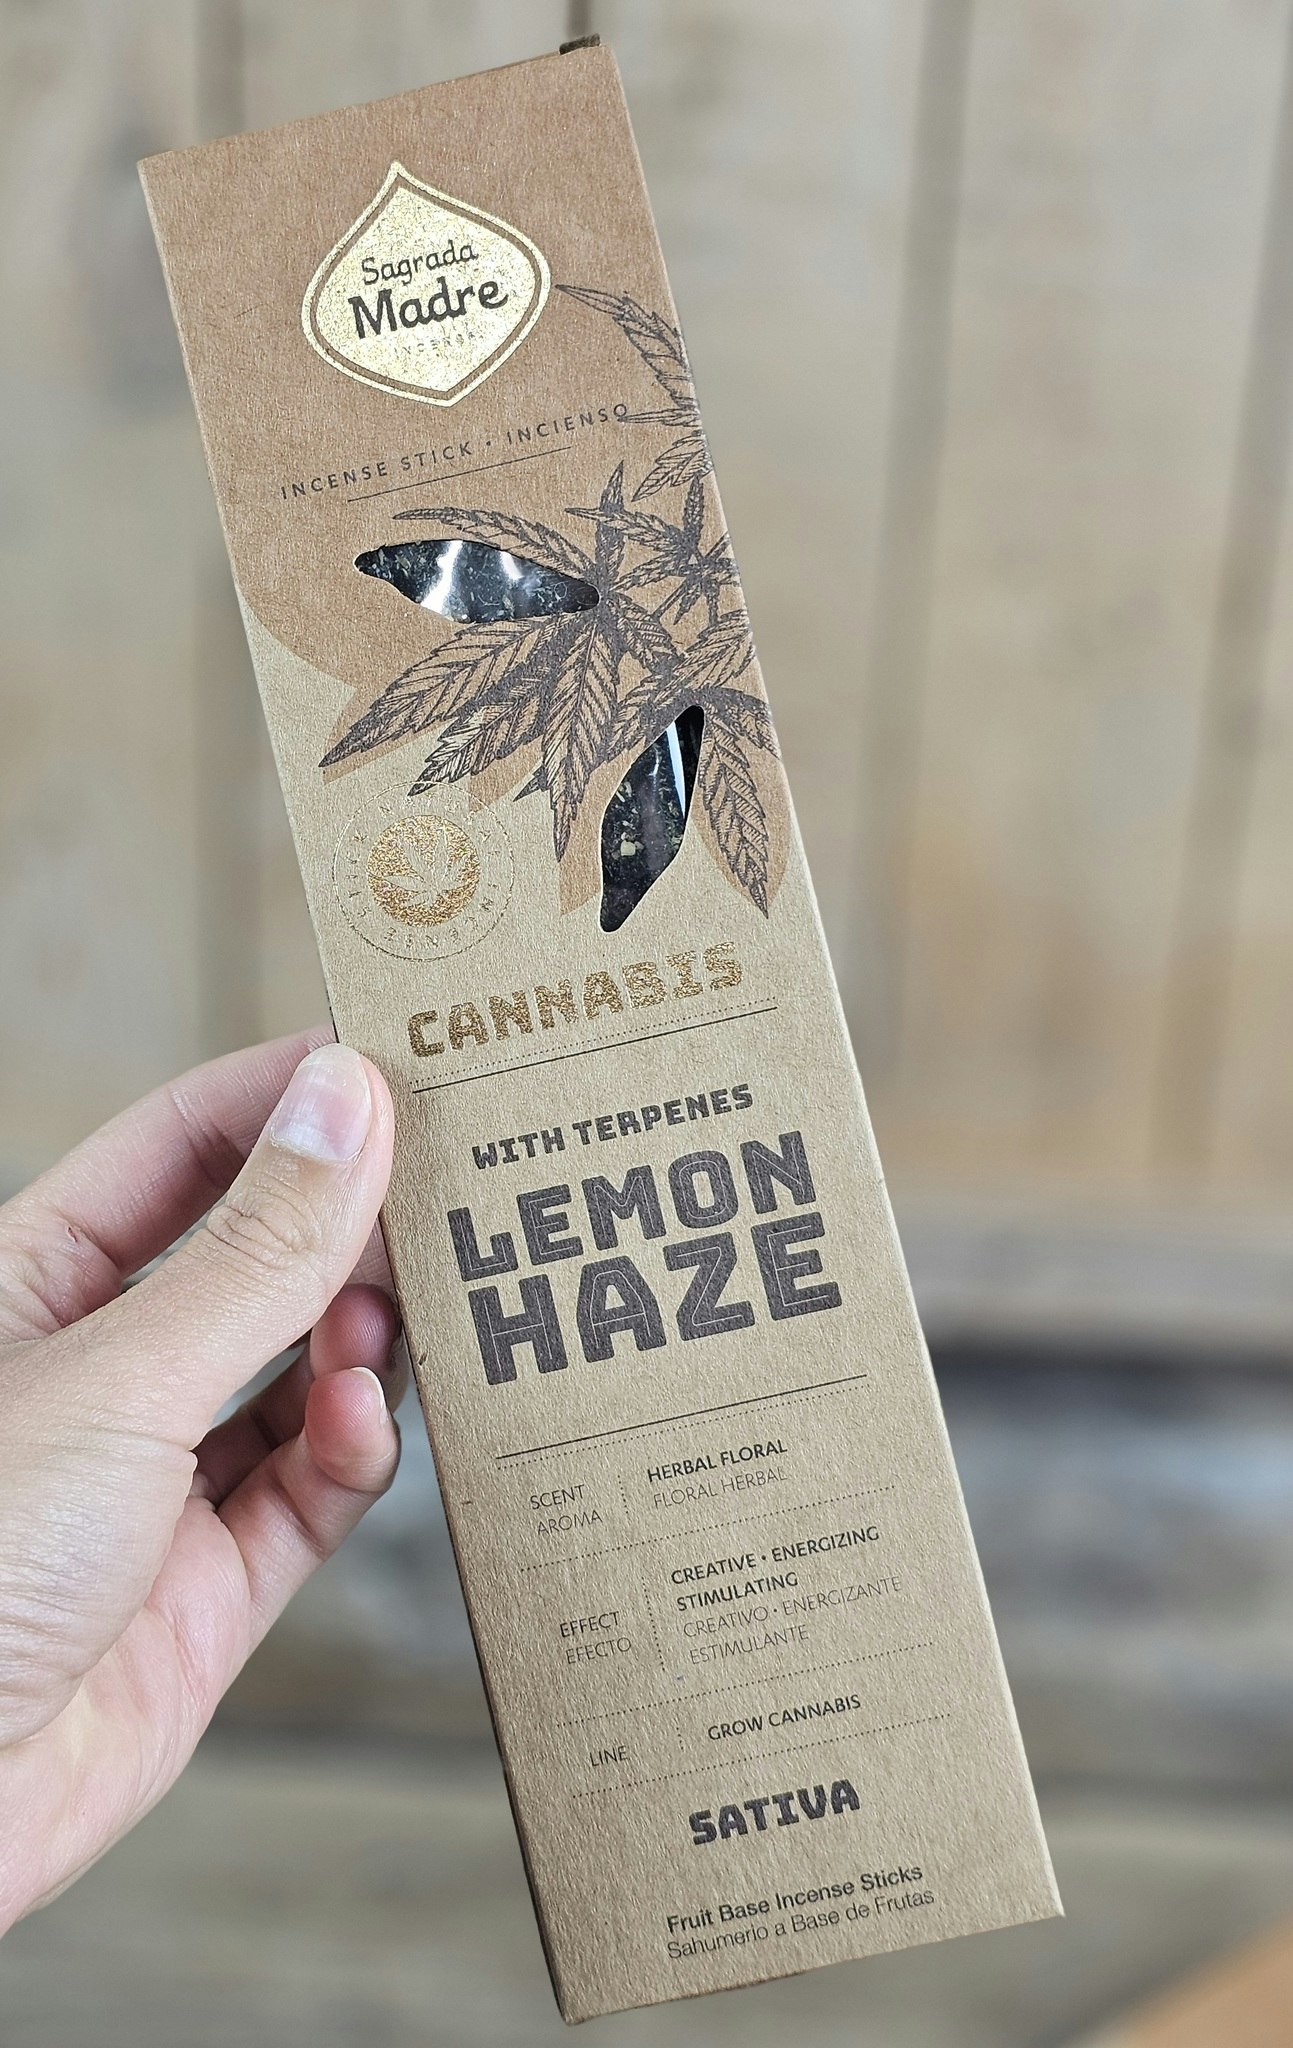 Sagrada
Madre
INCENSE
INCENSE STICK • INCIENSO
CANNABIS
WITH TERPENES
LEMON
HAZE
SCENT
AROMA
HERBAL FLORAL
FLORAL HERBAL
EFFECT
EFECTO
CREATIVE • ENERGIZING
STIMULATING
CREATIVO • ENERGIZANTE
ESTIMULANTE
LINE
GROW CANNABIS
SATIVA
Fruit Base Incense Sticks
Sahumerio a Base de Frutas